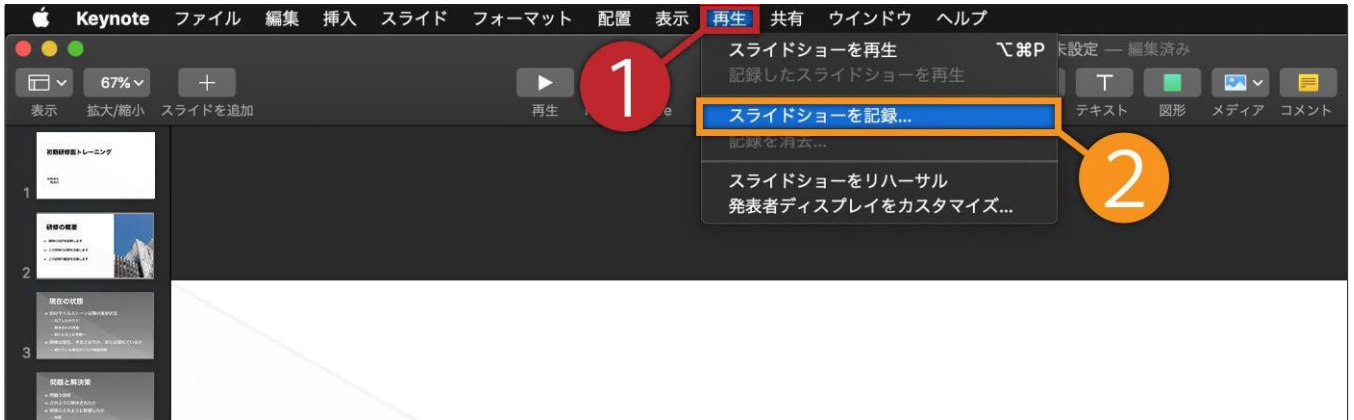 Keynote ファイル 編集 挿入 スライド フォーマット 配置 表示 再生 共有 ウインドウ ヘルプ
1
スライドショーを再生 ⌥⌘P
記録したスライドショーを再生
スライドショーを記録...
記録を消去...
スライドショーをリハーサル
発表者ディスプレイをカスタマイズ...
2
未設定 — 編集済み
67%
表示 拡大/縮小 スライドを追加 再生 テキスト 図形 メディア コメント
初期研修医トレーニング
1
研修の概要
2
現在の状態
3
問題と解決策